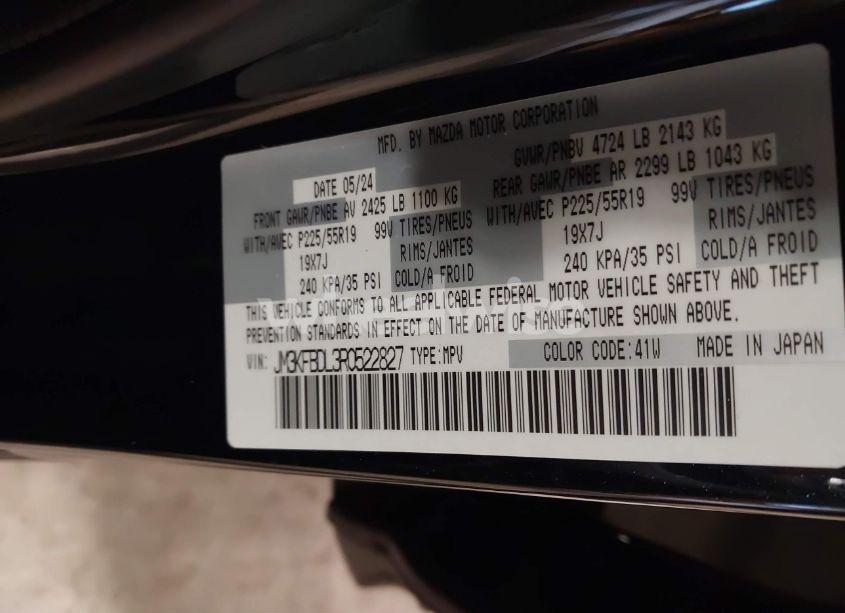 MFD. BY MAZDA MOTOR CORPORATION
DATE 05/24 GVWR/PNBV 4724 LB 2143 KG
FRONT GAWR/PNBE AV 2425 LB 1100 KG REAR GAWR/PNBE AR 2299 LB 1043 KG
WITH/AVEC P225/55R19 99V TIRES/PNEUS WITH/AVEC P225/55R19 99V TIRES/PNEUS
19X7J RIMS/JANTES 19X7J RIMS/JANTES
240 KPA/35 PSI COLD/A FROID 240 KPA/35 PSI COLD/A FROID
THIS VEHICLE CONFORMS TO ALL APPLICABLE FEDERAL MOTOR VEHICLE SAFETY AND THEFT
PREVENTION STANDARDS IN EFFECT ON THE DATE OF MANUFACTURE SHOWN ABOVE.
VIN: JM3KFBDL3R0522827 TYPE:MPV COLOR CODE:41W MADE IN JAPAN